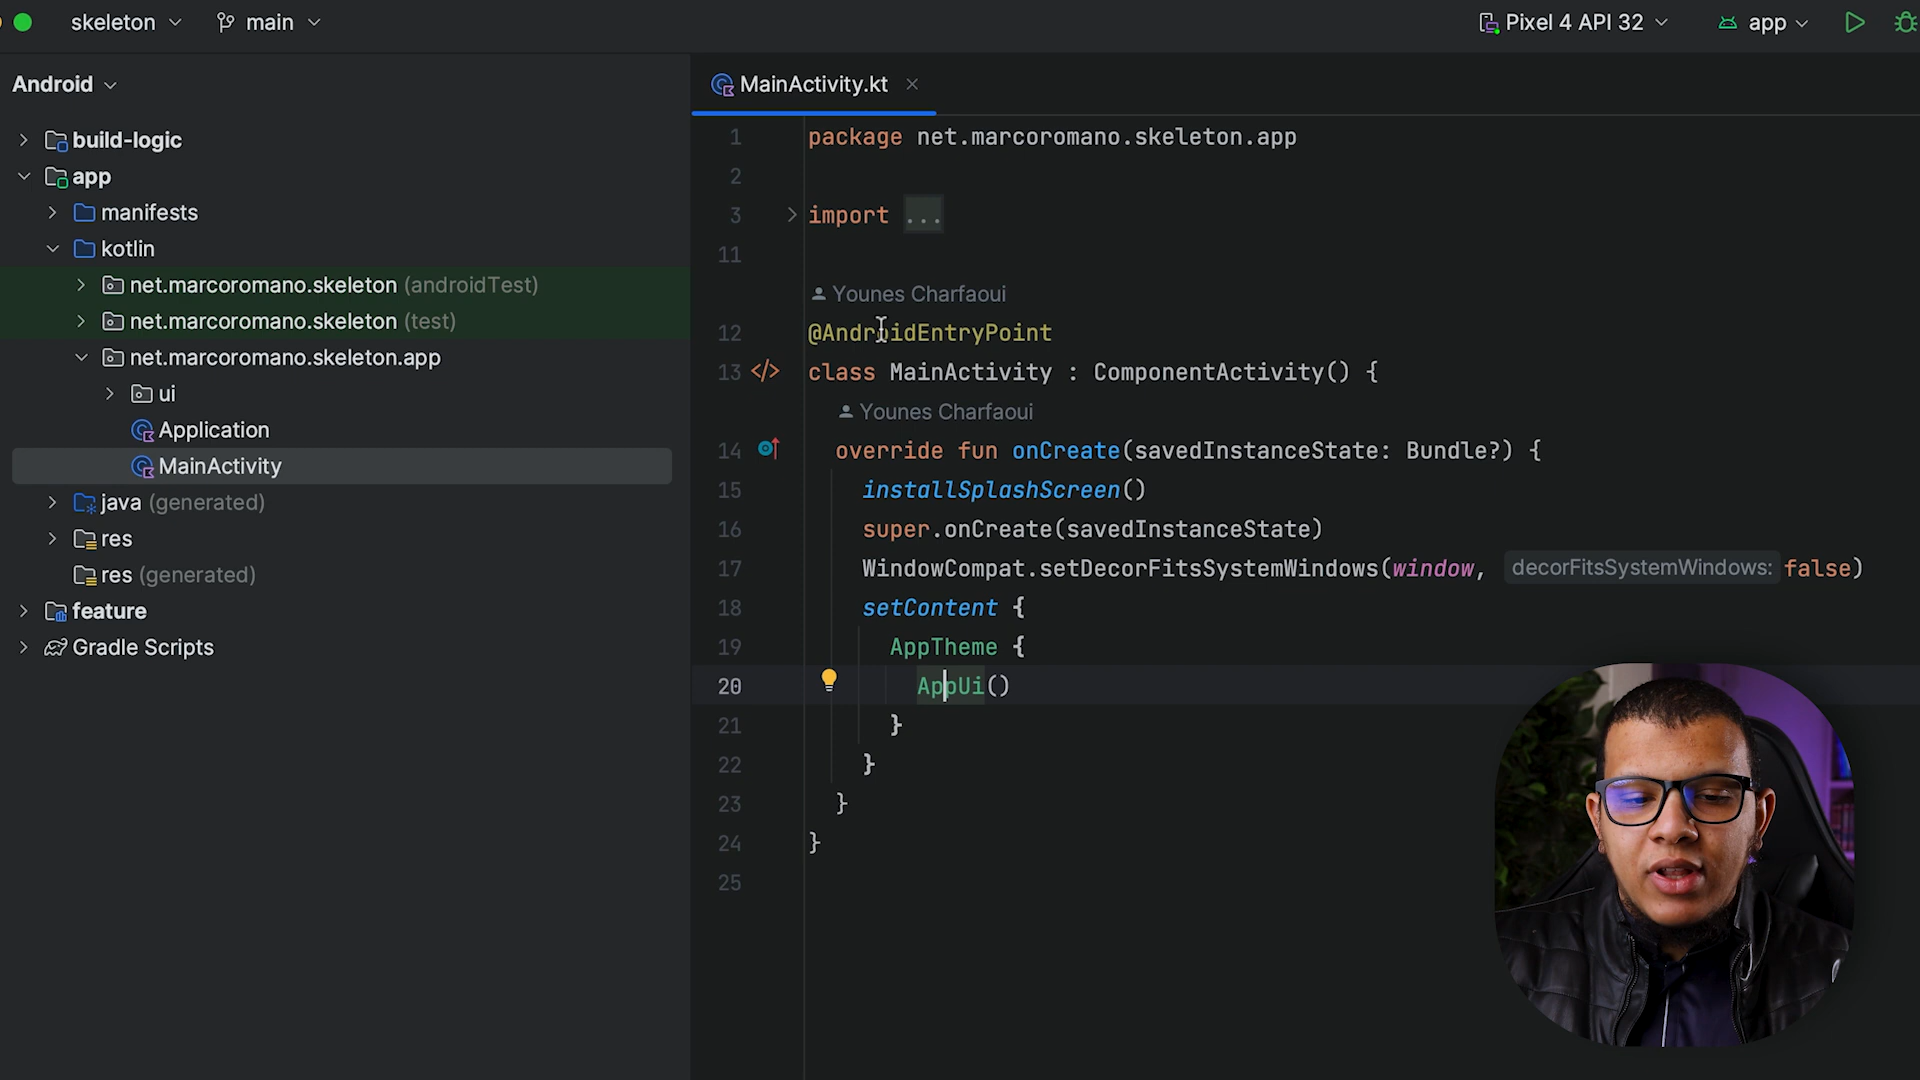 skeleton
main
Pixel 4 API 32
app
Android
build-logic
app
manifests
kotlin
net.marcoromano.skeleton (androidTest)
net.marcoromano.skeleton (test)
net.marcoromano.skeleton.app
ui
Application
MainActivity
java (generated)
res
res (generated)
feature
Gradle Scripts
MainActivity.kt
1 package net.marcoromano.skeleton.app
2
3 import ...
11
Younes Charfaoui
12 @AndroidEntryPoint
13 </> class MainActivity : ComponentActivity() {
Younes Charfaoui
14 override fun onCreate(savedInstanceState: Bundle?) {
15 installSplashScreen()
16 super.onCreate(savedInstanceState)
17 WindowCompat.setDecorFitsSystemWindows(window, decorFitsSystemWindows: false)
18 setContent {
19 AppTheme {
20 AppUi()
21 }
22 }
23 }
24 }
25